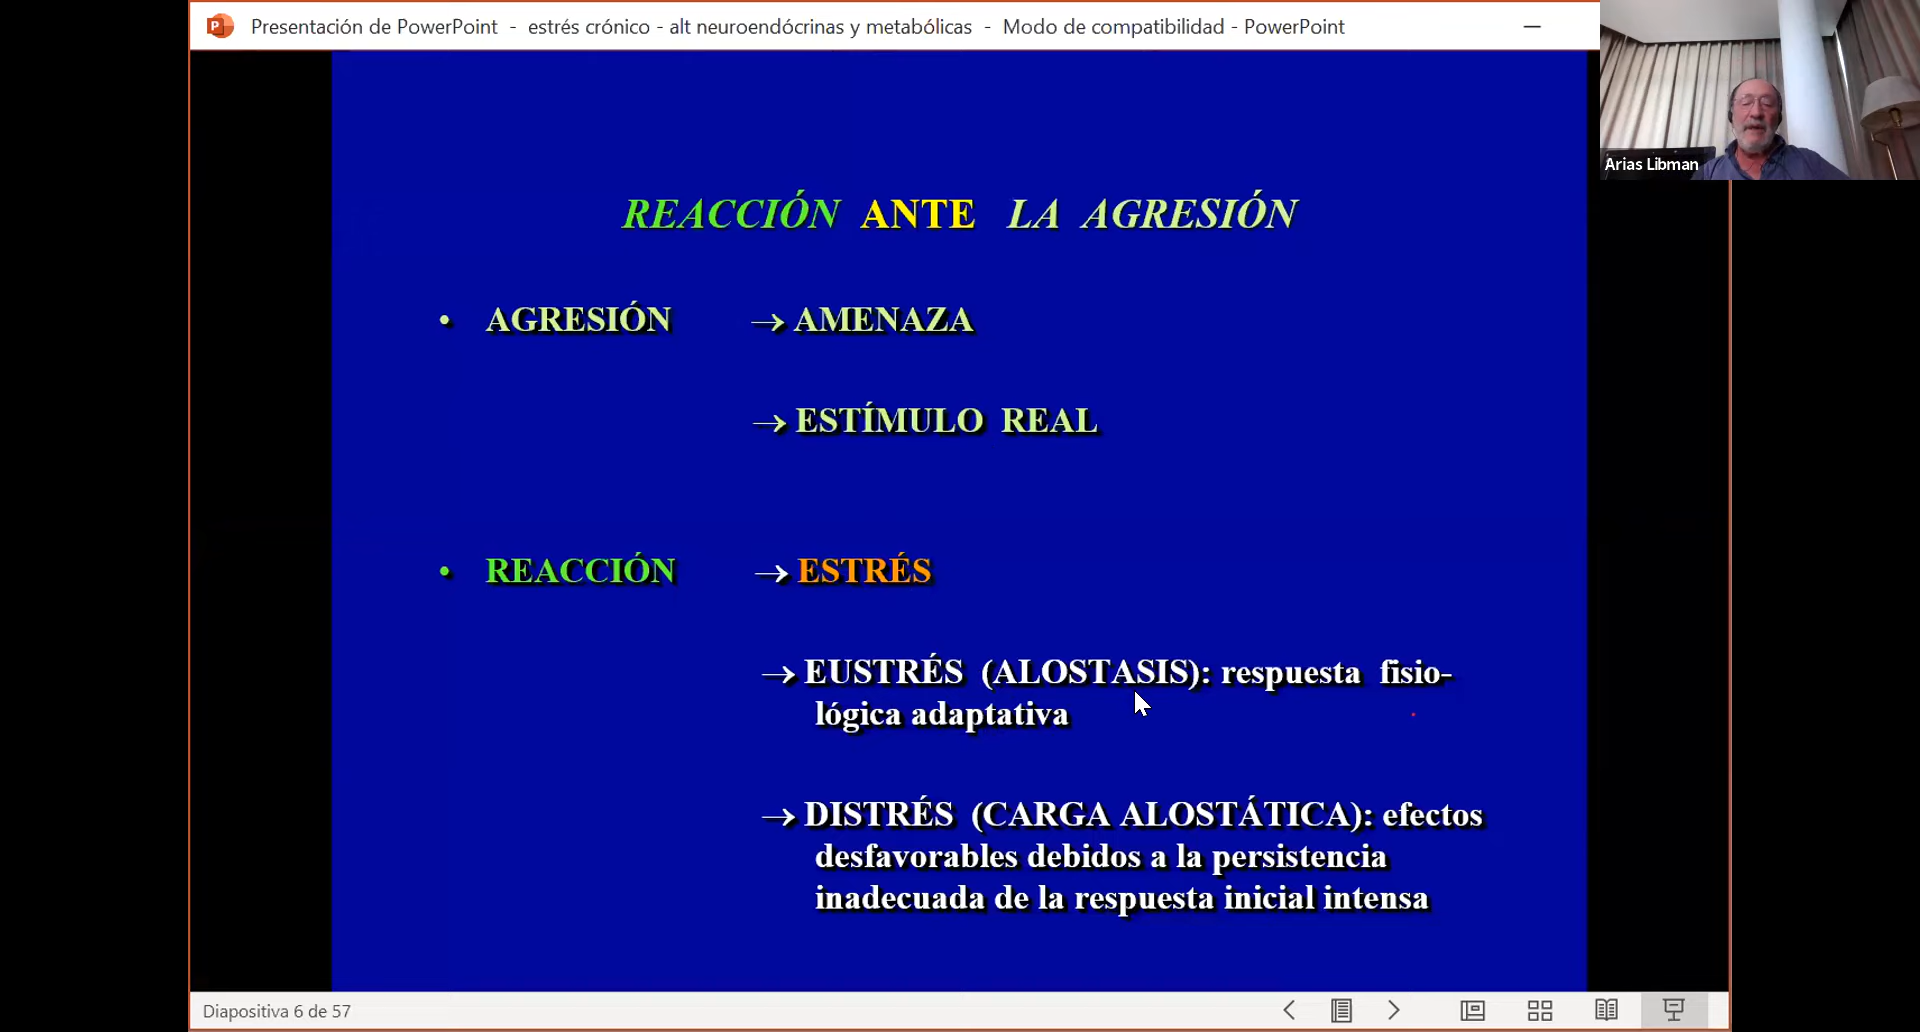 Presentación de PowerPoint - estrés crónico - alt neuroendócrinas y metabólicas - Modo de compatibilidad - PowerPoint
Arias Libman
REACCIÓN ANTE LA AGRESIÓN
• AGRESIÓN → AMENAZA
→ ESTÍMULO REAL
• REACCIÓN → ESTRÉS
→ EUSTRÉS (ALOSTASIS): respuesta fisio-
lógica adaptativa
→ DISTRÉS (CARGA ALOSTÁTICA): efectos
desfavorables debidos a la persistencia
inadecuada de la respuesta inicial intensa
Diapositiva 6 de 57